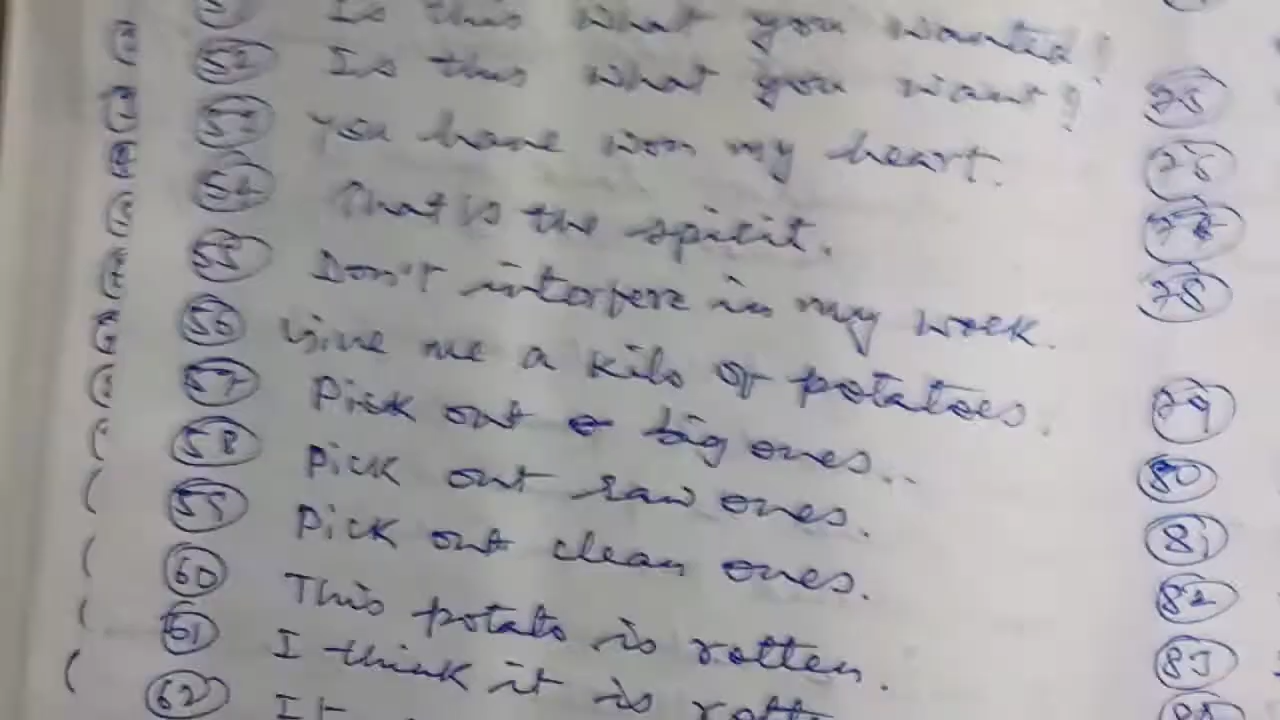 Is this what you wanted?
52 Is this what you want?
53 You have won my heart.
54 That is the spirit.
55 Don't interfere in my work.
56 Give me a kilo of potatoes.
57 Pick out big ones..
58 Pick out raw ones.
59 Pick out clean ones.
60 This potato is rotten.
61 I think it is
62 It
75
76
77
78
79
80
81
82
83